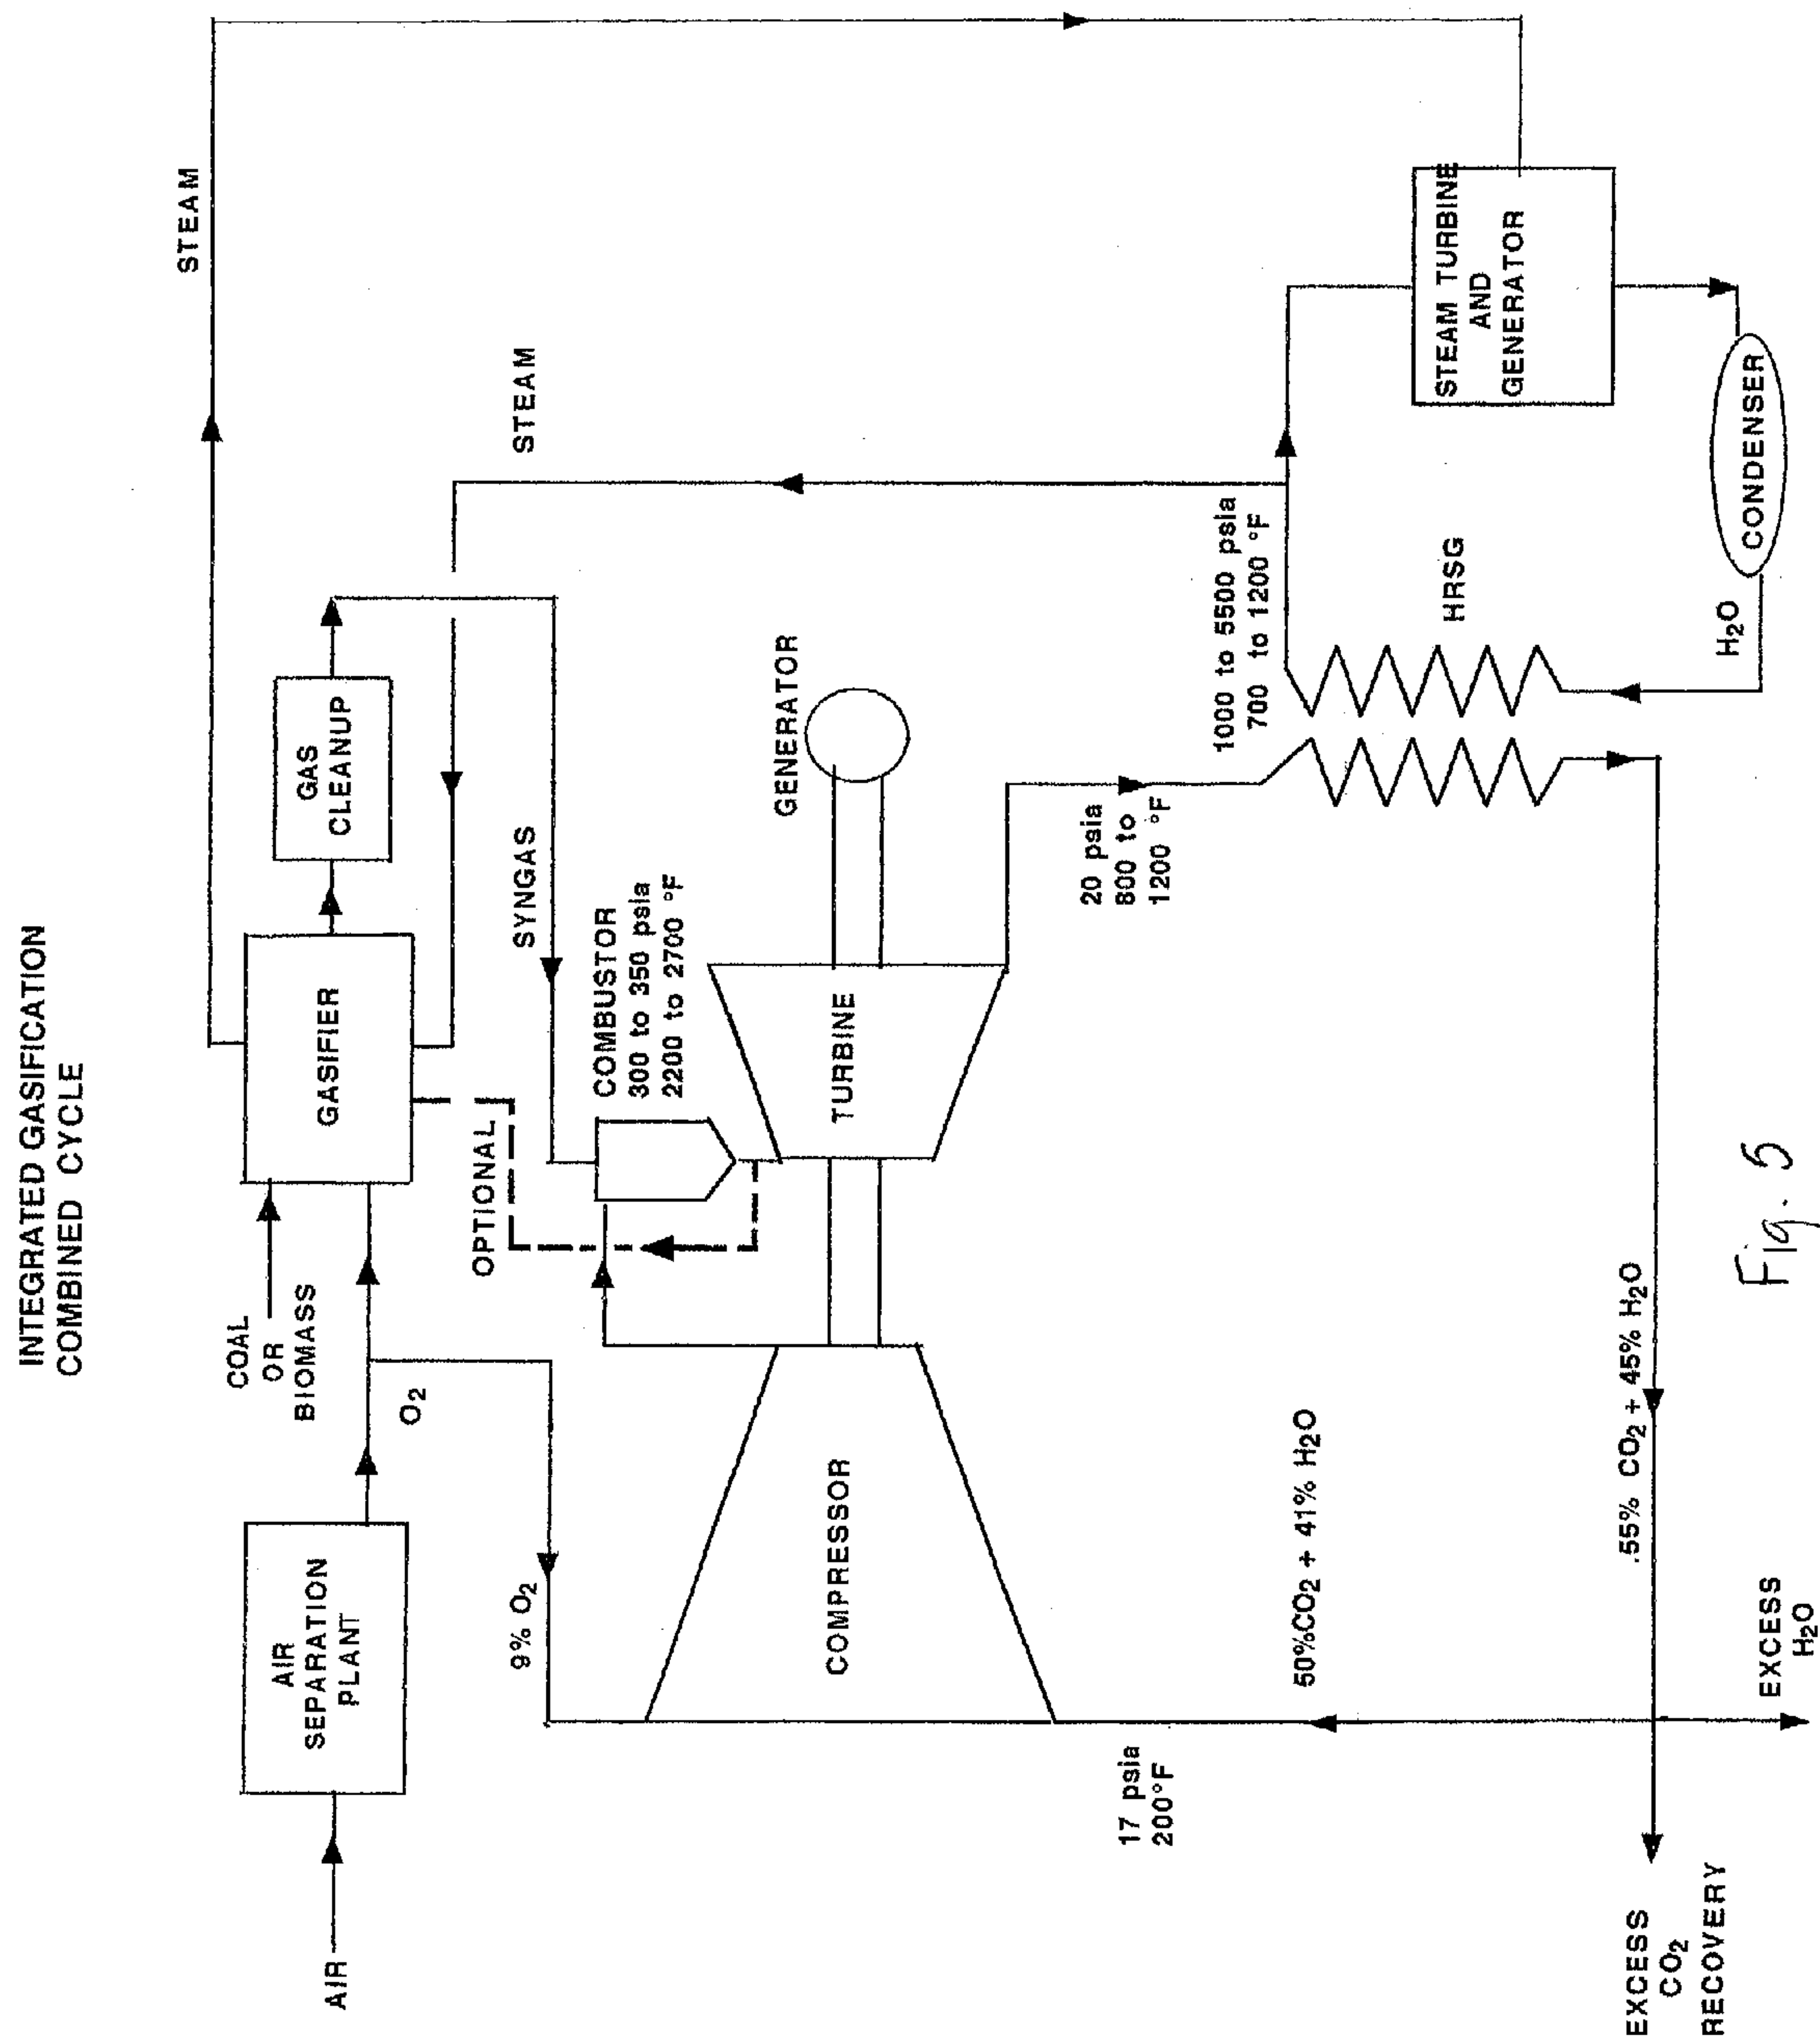 INTEGRATED GASIFICATION
COMBINED CYCLE
AIR
AIR
SEPARATION
PLANT
O₂
COAL
OR
BIOMASS
GASIFIER
GAS
CLEANUP
STEAM
9% O₂
OPTIONAL
SYNGAS
STEAM
COMBUSTOR
300 to 350 psia
2200 to 2700 °F
COMPRESSOR
TURBINE
GENERATOR
17 psia
200°F
50%CO₂ + 41% H₂O
20 psia
800 to
1200 °F
1000 to 5500 psia
700 to 1200 °F
HRSG
STEAM TURBINE
AND
GENERATOR
CONDENSER
H₂O
.55% CO₂ + 45% H₂O
EXCESS
CO₂
RECOVERY
EXCESS
H₂O
Fig. 5